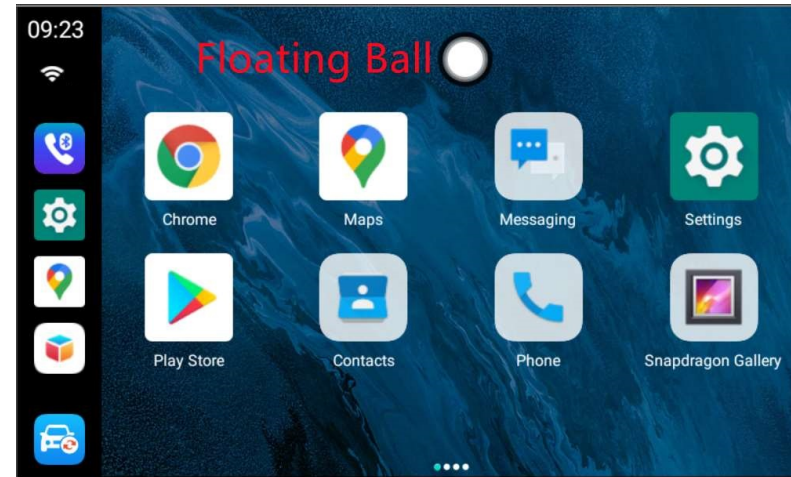 09:23
Floating Ball
Chrome
Maps
Messaging
Settings
Play Store
Contacts
Phone
Snapdragon Gallery